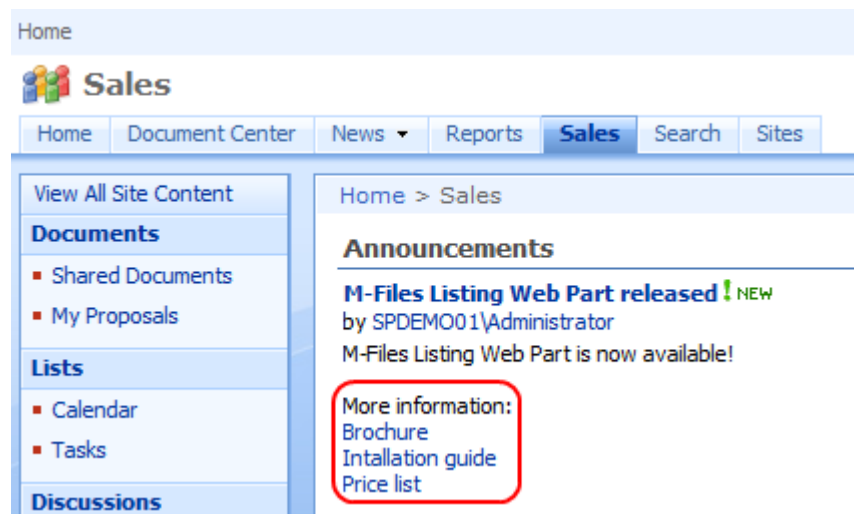 Home
Sales
Home Document Center News Reports Sales Search Sites
View All Site Content
Documents
Shared Documents
My Proposals
Lists
Calendar
Tasks
Discussions
Home > Sales
Announcements
M-Files Listing Web Part released ! NEW
by SPDEMO01\Administrator
M-Files Listing Web Part is now available!
More information:
Brochure
Intallation guide
Price list